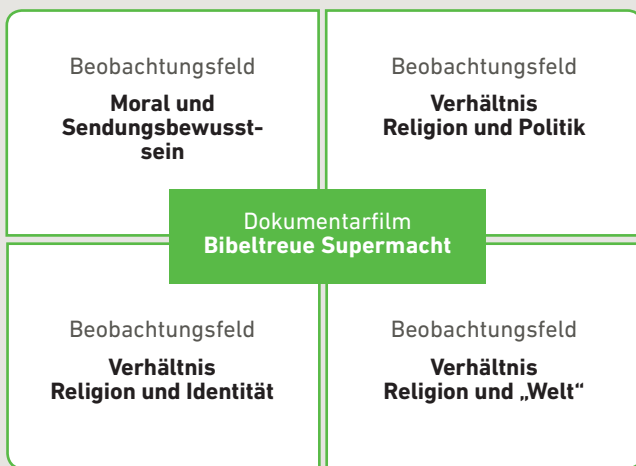 Beobachtungsfeld
Moral und
Sendungsbewusst-
sein
Beobachtungsfeld
Verhältnis
Religion und Politik
Dokumentarfilm
Bibeltreue Supermacht
Beobachtungsfeld
Verhältnis
Religion und Identität
Beobachtungsfeld
Verhältnis
Religion und „Welt“